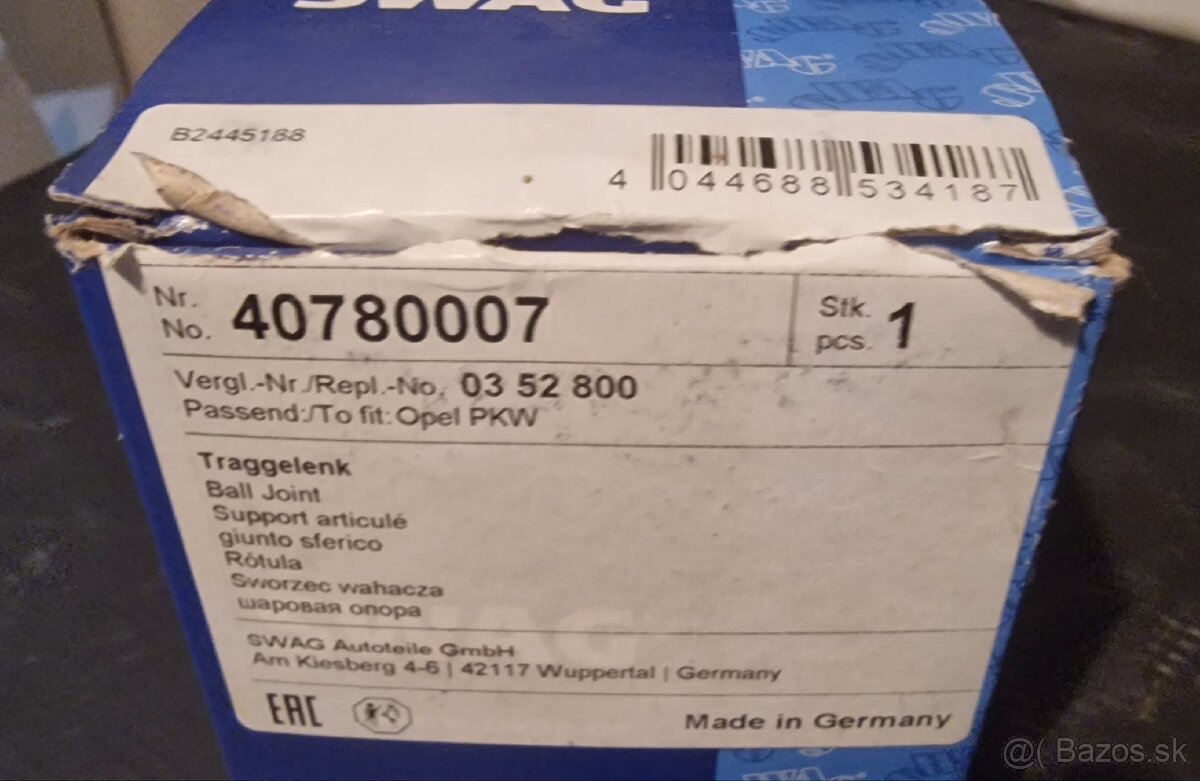 SWAG
B2445188
4 044688 534187
Nr.
No. 40780007
Stk.
pcs. 1
Vergl.-Nr./Repl.-No. 03 52 800
Passend:/To fit: Opel PKW
Traggelenk
Ball Joint
Support articulé
giunto sferico
Rótula
Sworzec wahacza
шаровая опора
SWAG Autoteile GmbH
Am Kiesberg 4-6 | 42117 Wuppertal | Germany
EAC
Made in Germany
@( Bazos.sk